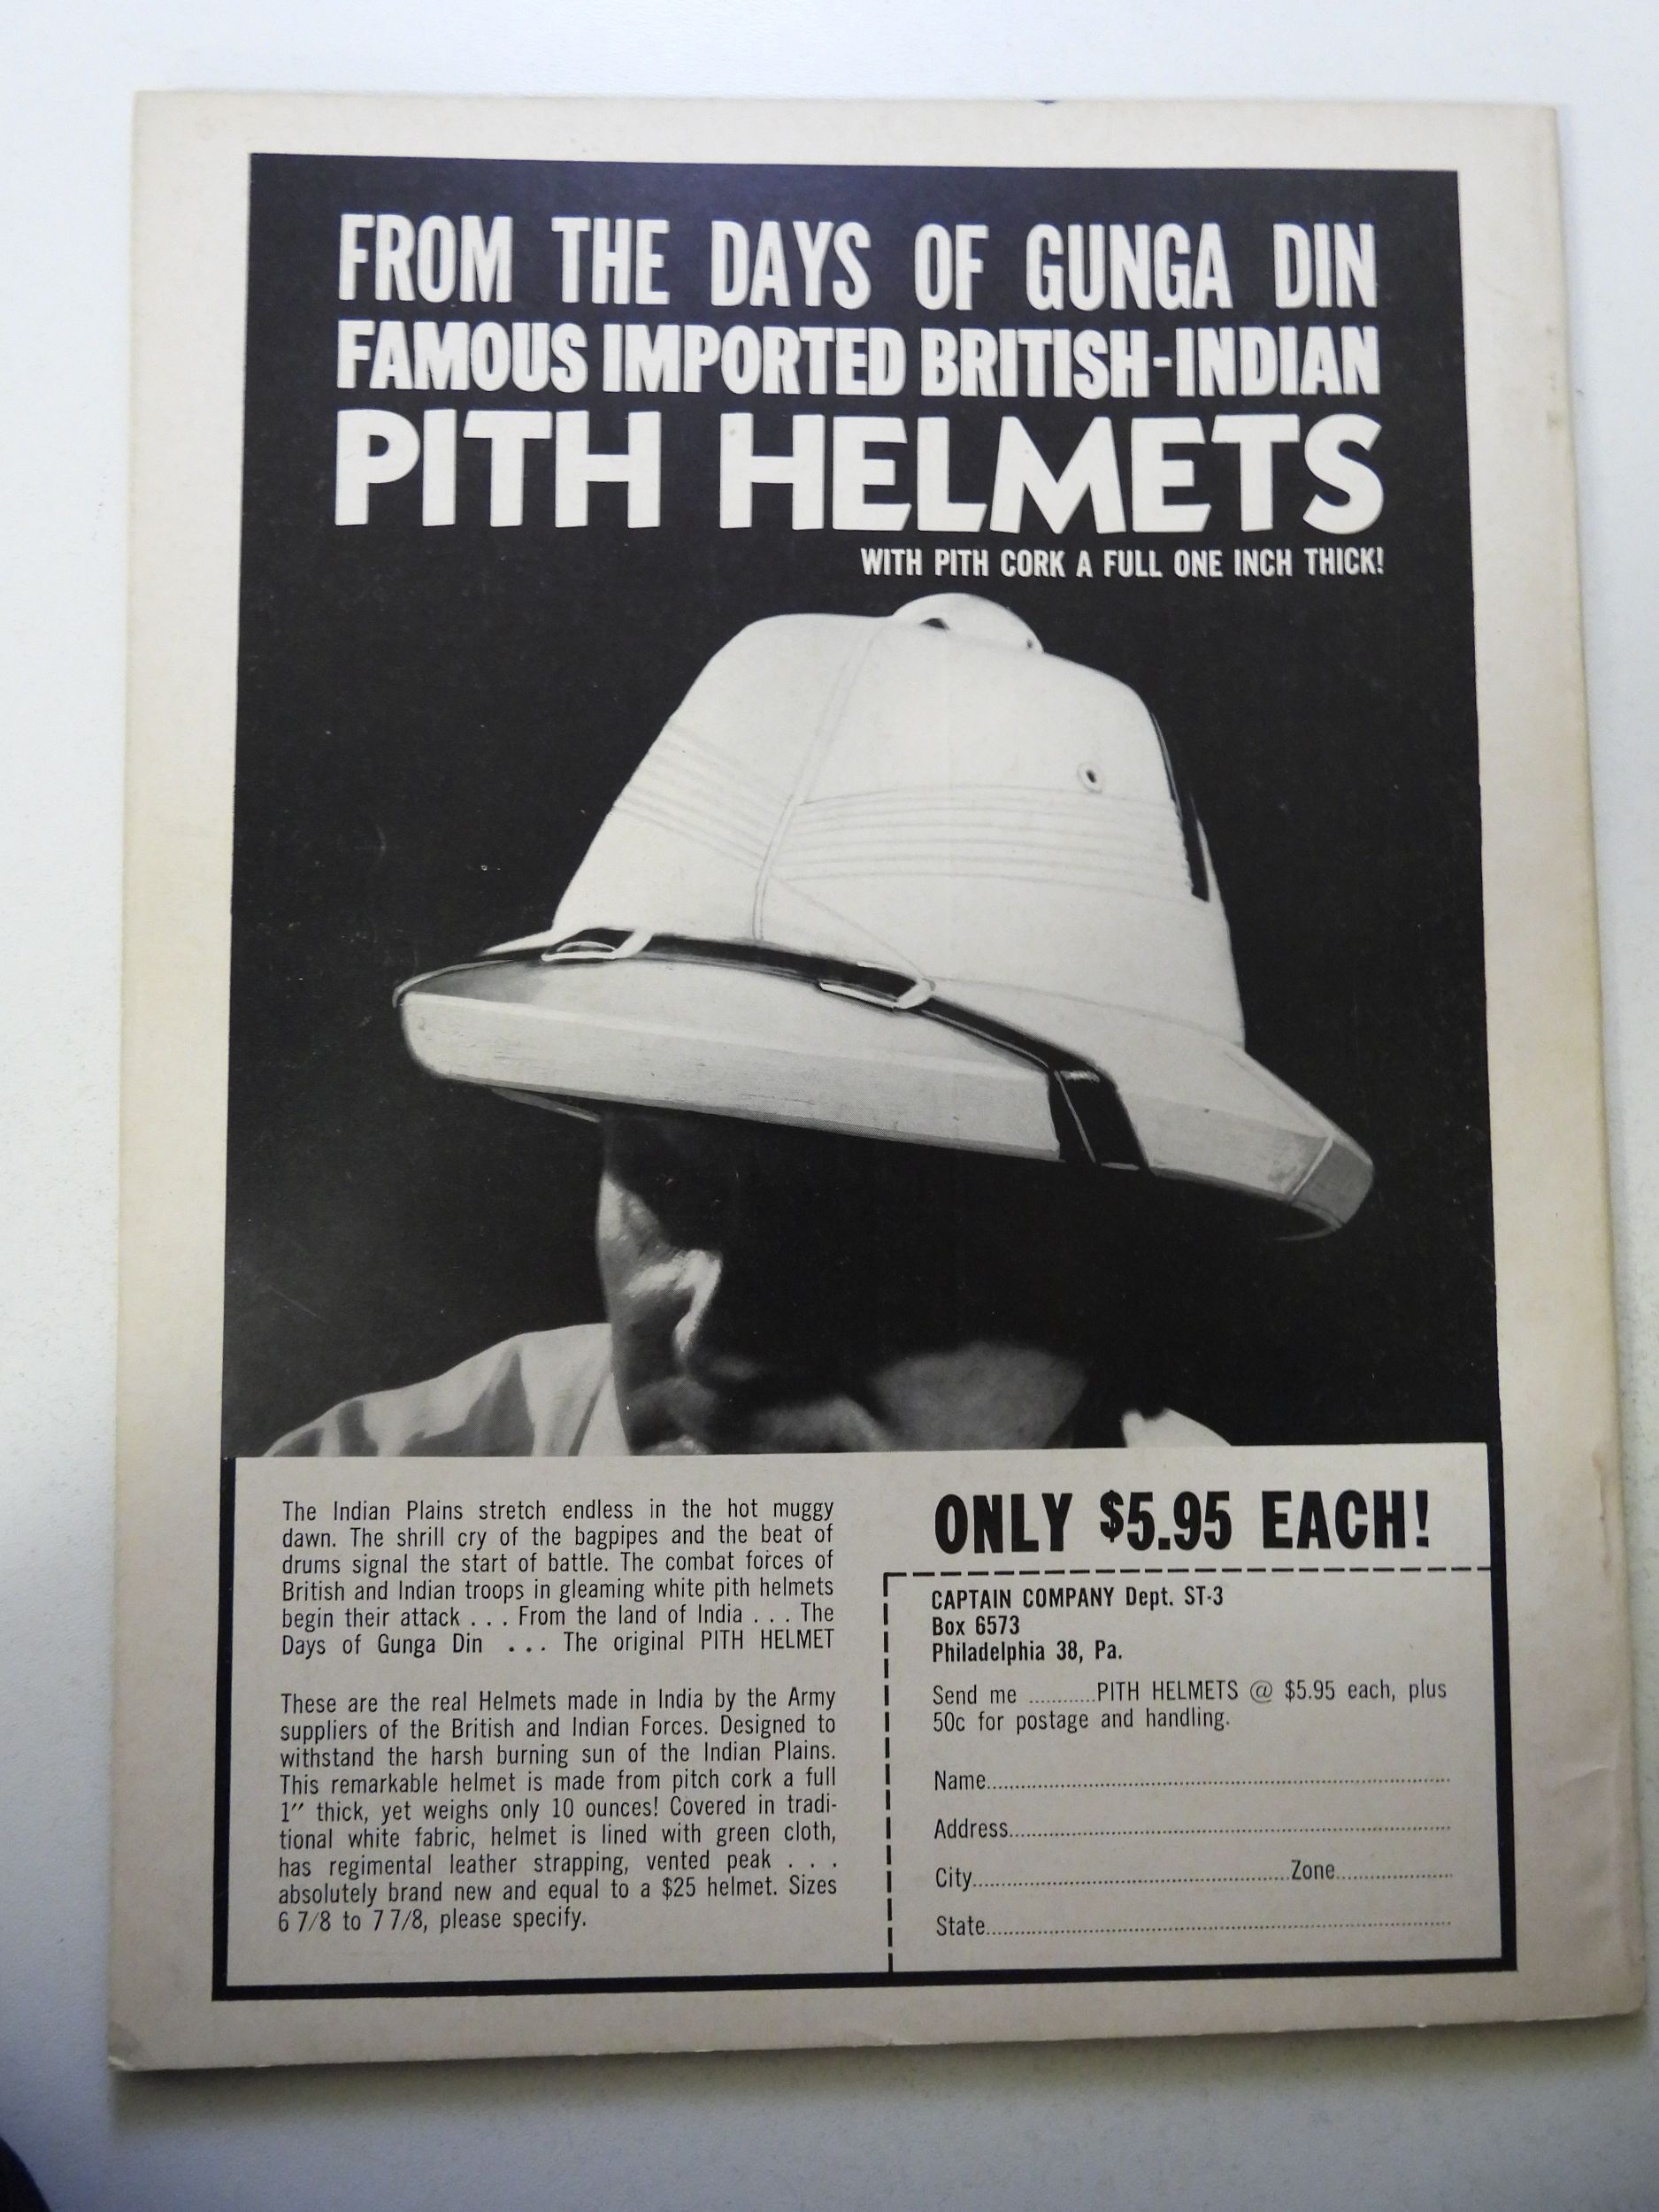 FROM THE DAYS OF GUNGA DIN
FAMOUS IMPORTED BRITISH-INDIAN
PITH HELMETS
WITH PITH CORK A FULL ONE INCH THICK!
The Indian Plains stretch endless in the hot muggy
dawn. The shrill cry of the bagpipes and the beat of
drums signal the start of battle. The combat forces of
British and Indian troops in gleaming white pith helmets
begin their attack . . . From the land of India . . . The
Days of Gunga Din . . . The original PITH HELMET
These are the real Helmets made in India by the Army
suppliers of the British and Indian Forces. Designed to
withstand the harsh burning sun of the Indian Plains.
This remarkable helmet is made from pitch cork a full
1″ thick, yet weighs only 10 ounces! Covered in tradi-
tional white fabric, helmet is lined with green cloth,
has regimental leather strapping, vented peak . . .
absolutely brand new and equal to a $25 helmet. Sizes
6 7/8 to 7 7/8, please specify.
ONLY $5.95 EACH!
CAPTAIN COMPANY Dept. ST-3
Box 6573
Philadelphia 38, Pa.
Send me ...........PITH HELMETS @ $5.95 each, plus
50c for postage and handling.
Name...........
Address...........
City...........Zone...........
State...........